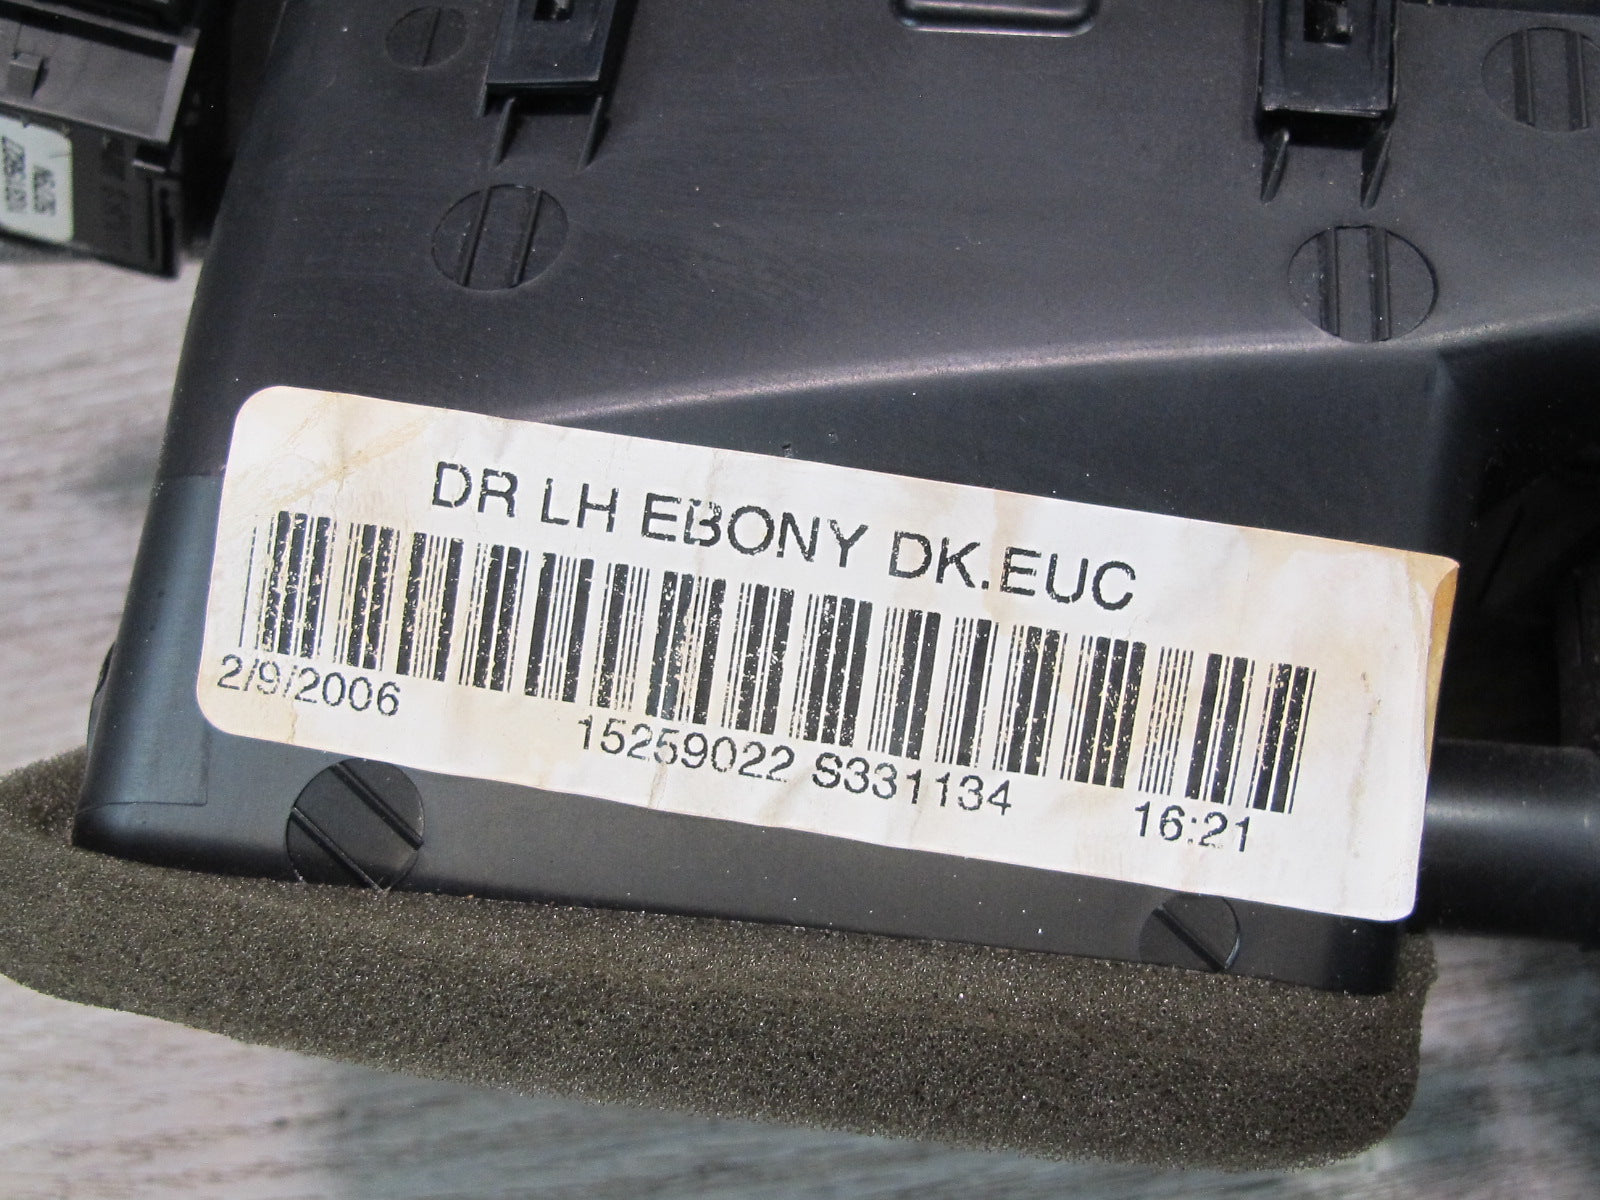 DR LH EBONY DK.EUC
2/9/2006
15259022 S331134
16:21